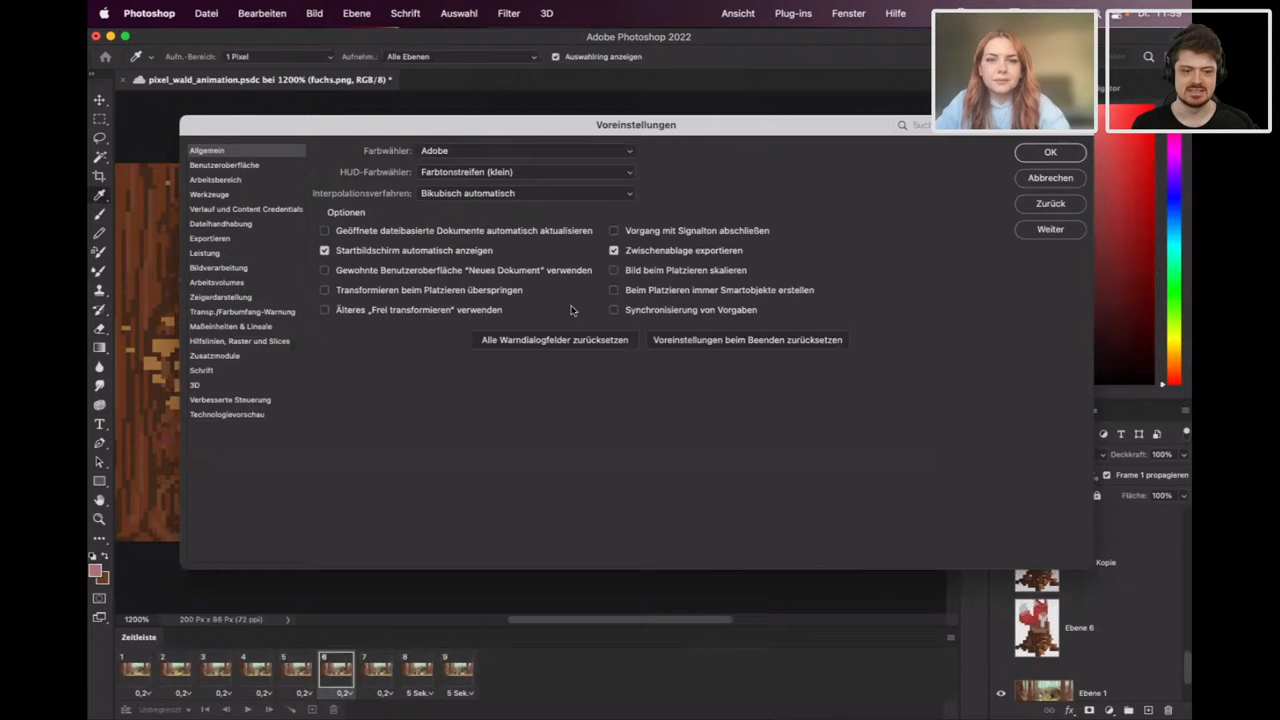 Photoshop Datei Bearbeiten Bild Ebene Schrift Auswahl Filter 3D Ansicht Plug-ins Fenster Hilfe
Adobe Photoshop 2022
Aufn.-Bereich: 1 Pixel Aufnehm.: Alle Ebenen Auswahlring anzeigen
pixel_wald_animation.psdc bei 1200% (fuchs.png, RGB/8) *
Voreinstellungen
Allgemein
Benutzeroberfläche
Arbeitsbereich
Werkzeuge
Verlauf und Content Credentials
Dateihandhabung
Exportieren
Leistung
Bildverarbeitung
Arbeitsvolumes
Zeigerdarstellung
Transp./Farbumfang-Warnung
Maßeinheiten & Lineale
Hilfslinien, Raster und Slices
Zusatzmodule
Schrift
3D
Verbesserte Steuerung
Technologievorschau
Farbwähler: Adobe
HUD-Farbwähler: Farbtonstreifen (klein)
Interpolationsverfahren: Bikubisch automatisch
Optionen
Geöffnete dateibasierte Dokumente automatisch aktualisieren
Startbildschirm automatisch anzeigen
Gewohnte Benutzeroberfläche "Neues Dokument" verwenden
Transformieren beim Platzieren überspringen
Älteres „Frei transformieren" verwenden
Vorgang mit Signalton abschließen
Zwischenablage exportieren
Bild beim Platzieren skalieren
Beim Platzieren immer Smartobjekte erstellen
Synchronisierung von Vorgaben
Alle Warndialogfelder zurücksetzen
Voreinstellungen beim Beenden zurücksetzen
OK
Abbrechen
Zurück
Weiter
Deckkraft: 100%
Frame 1 propagieren
Fläche: 100%
Kopie
Ebene 6
Ebene 1
1200% 200 Px x 96 Px (72 ppi)
Zeitleiste
1 2 3 4 5 6 7 8 9
0,2 0,2 0,2 0,2 0,2 0,2 0,2 5 Sek. 5 Sek.
Unbegrenzt